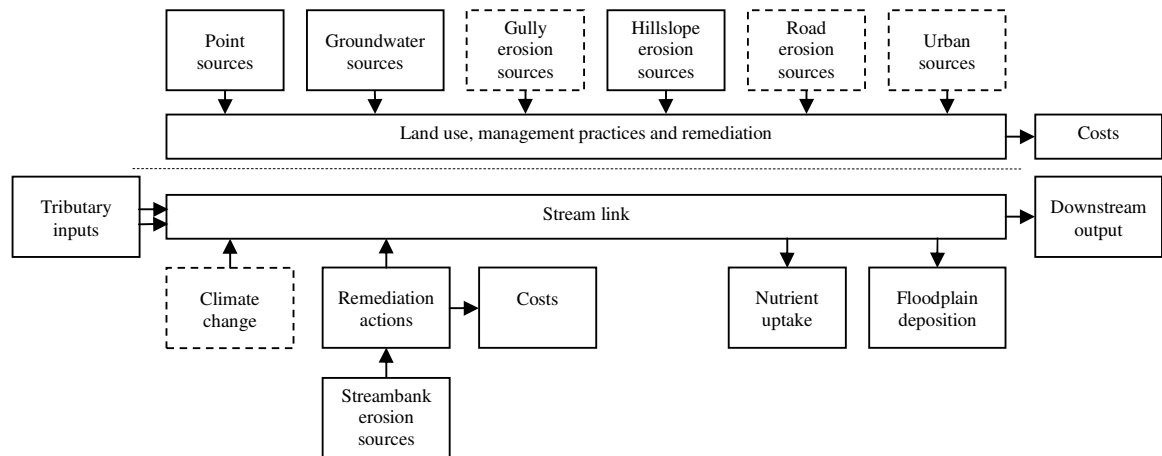 Point
sources
Groundwater
sources
Gully
erosion
sources
Hillslope
erosion
sources
Road
erosion
sources
Urban
sources
Land use, management practices and remediation
Costs
Tributary
inputs
Stream link
Downstream
output
Climate
change
Remediation
actions
Costs
Nutrient
uptake
Floodplain
deposition
Streambank
erosion
sources